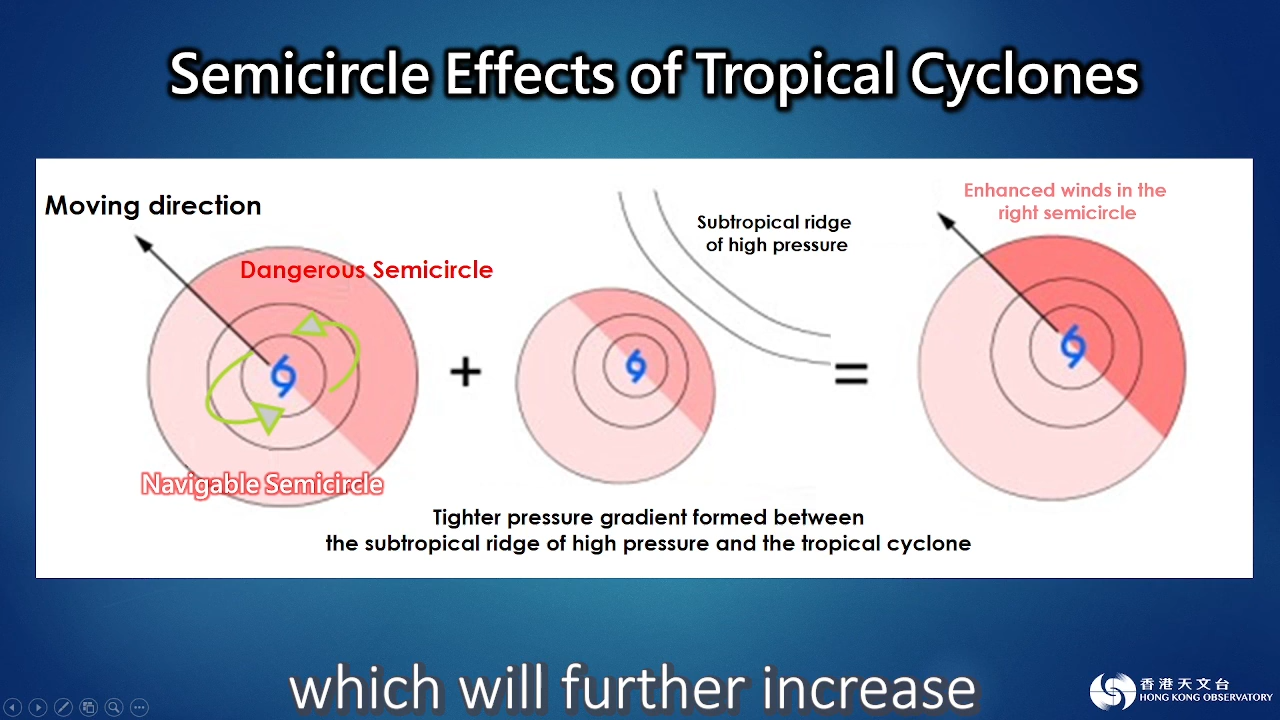 Semicircle Effects of Tropical Cyclones
Moving direction
Dangerous Semicircle
Navigable Semicircle
+
Subtropical ridge
of high pressure
=
Enhanced winds in the
right semicircle
Tighter pressure gradient formed between
the subtropical ridge of high pressure and the tropical cyclone
which will further increase
香港天文台
HONG KONG OBSERVATORY